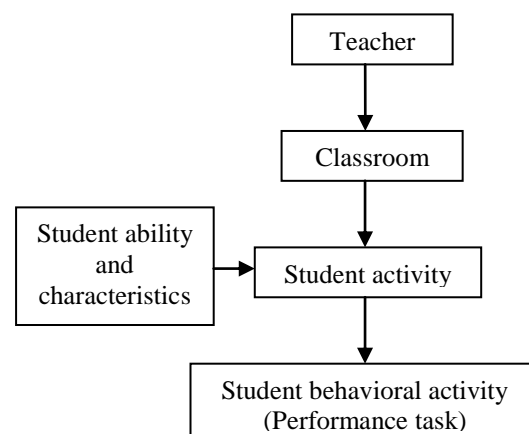 Teacher
Classroom
Student ability
and
characteristics
Student activity
Student behavioral activity
(Performance task)